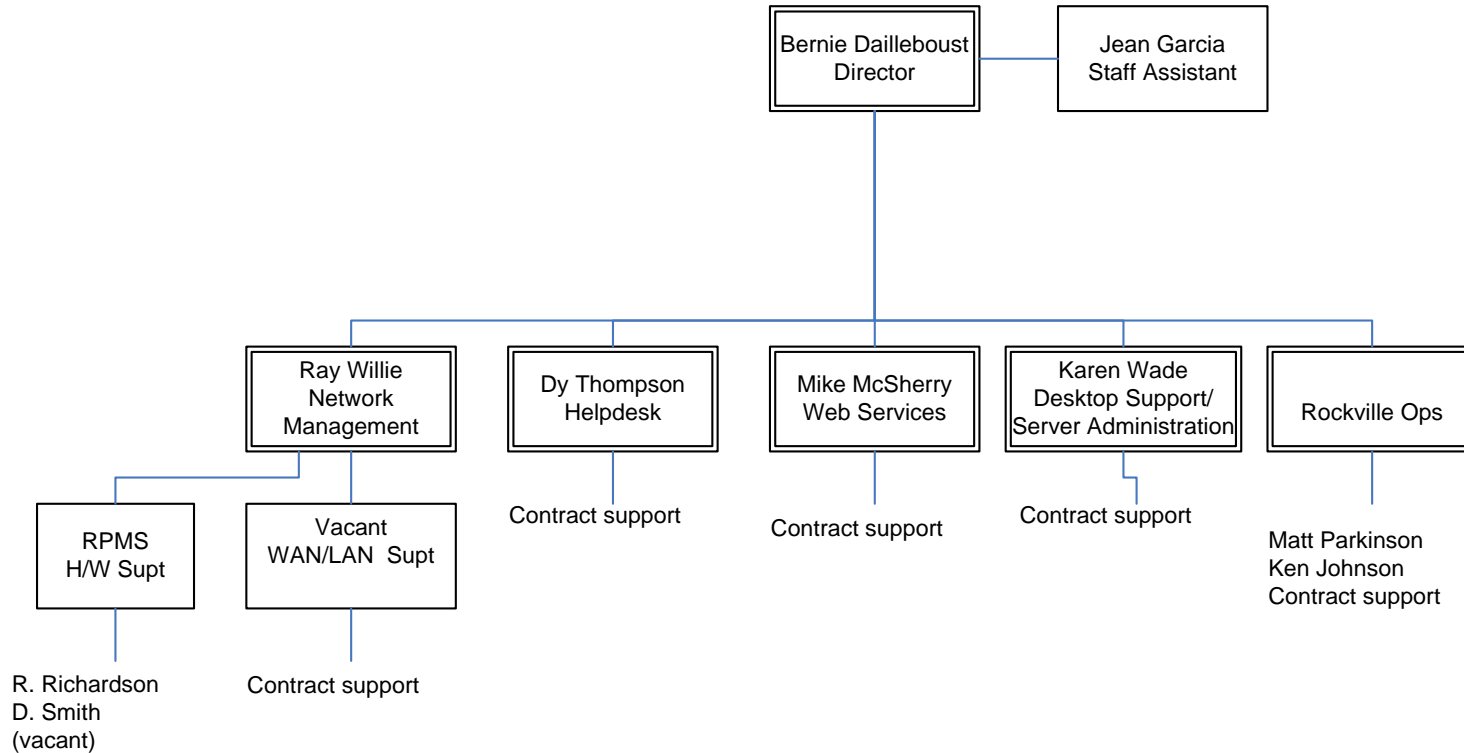 Bernie Dailleboust
Director
Jean Garcia
Staff Assistant
Ray Willie
Network
Management
Dy Thompson
Helpdesk
Mike McSherry
Web Services
Karen Wade
Desktop Support/
Server Administration
Rockville Ops
RPMS
H/W Supt
Vacant
WAN/LAN Supt
Contract support
Contract support
Contract support
Matt Parkinson
Ken Johnson
Contract support
R. Richardson
D. Smith
(vacant)
Contract support